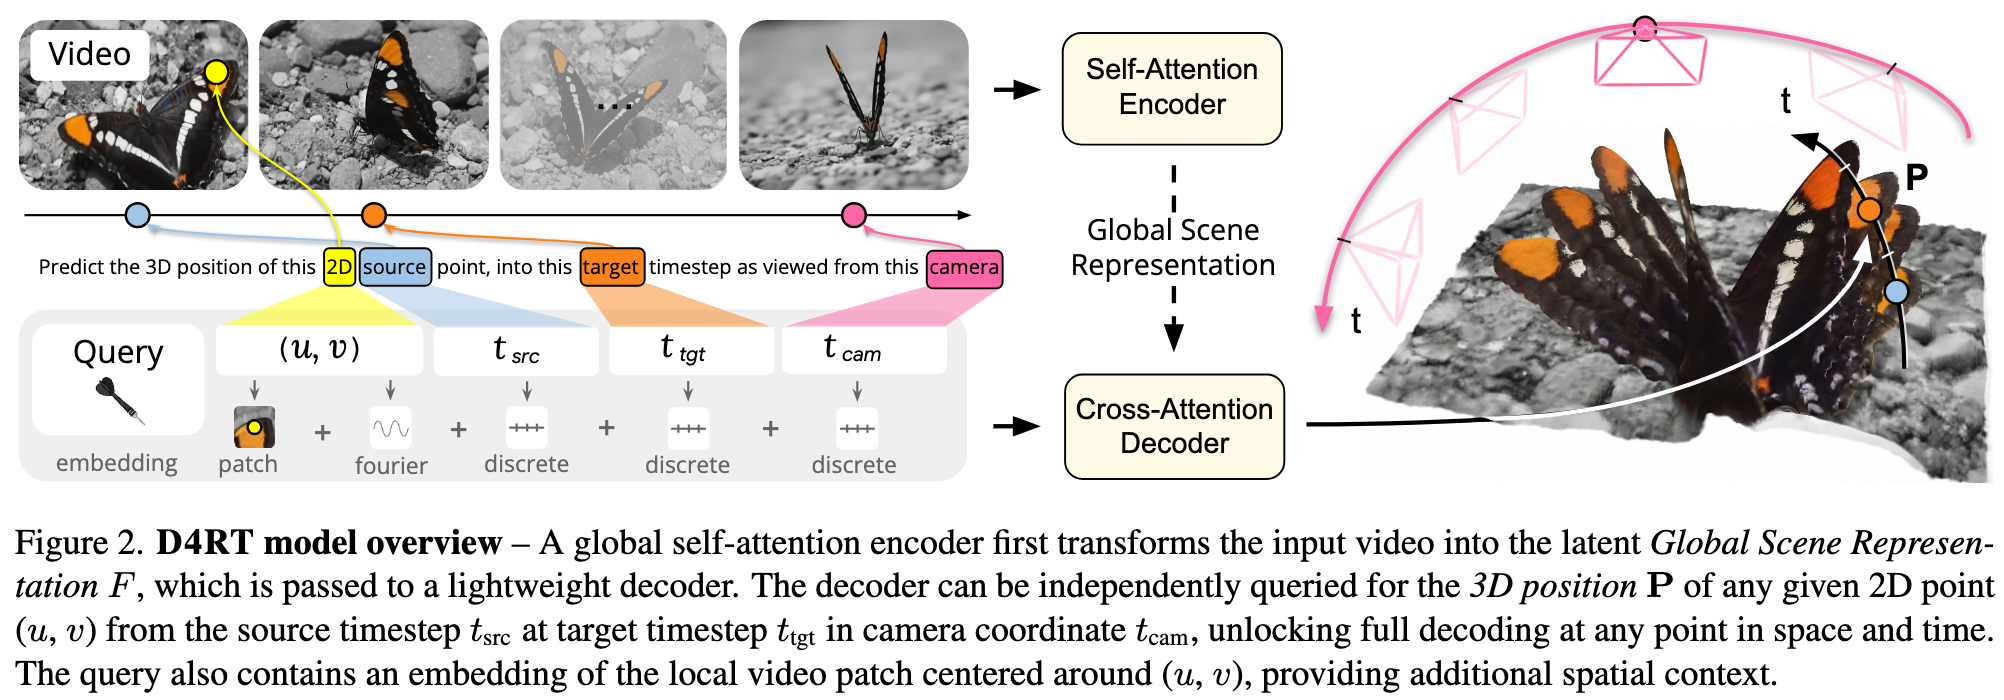 Video
...
Self-Attention
Encoder
Global Scene
Representation
Predict the 3D position of this 2D source point, into this target timestep as viewed from this camera
Query
(u, v)
t src
t tgt
t cam
+ + + +
embedding patch fourier discrete discrete discrete
Cross-Attention
Decoder
t
t
P
Figure 2. D4RT model overview – A global self-attention encoder first transforms the input video into the latent Global Scene Represen-
tation F, which is passed to a lightweight decoder. The decoder can be independently queried for the 3D position P of any given 2D point
(u, v) from the source timestep tsrc at target timestep ttgt in camera coordinate tcam, unlocking full decoding at any point in space and time.
The query also contains an embedding of the local video patch centered around (u, v), providing additional spatial context.